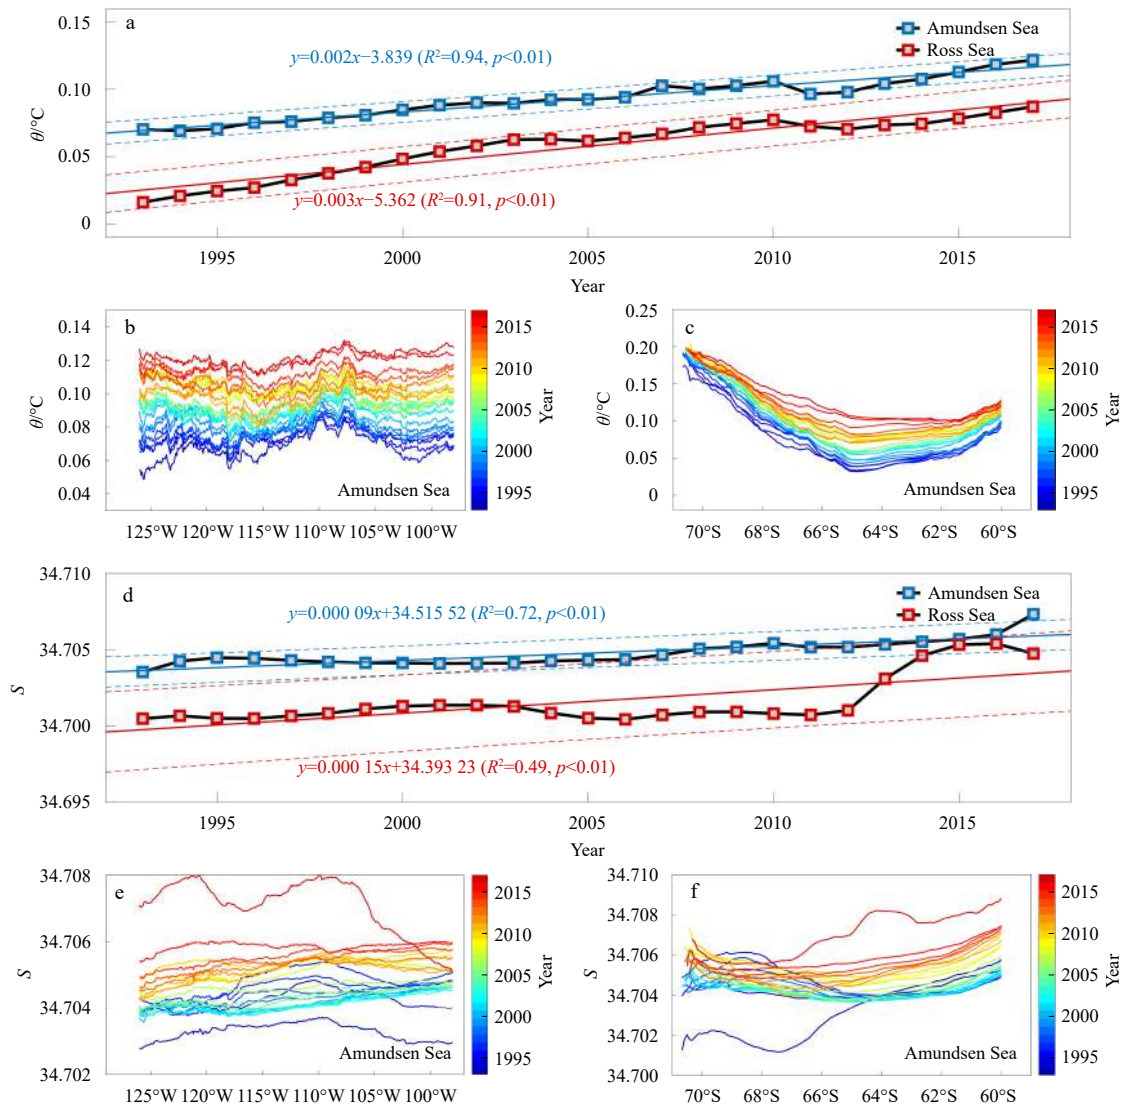 a
Amundsen Sea
Ross Sea
y=0.002x−3.839 (R²=0.94, p<0.01)
y=0.003x−5.362 (R²=0.91, p<0.01)
0.15
0.10
0.05
0
θ/°C
1995 2000 2005 2010 2015
Year
b
0.14
0.12
0.10
0.08
0.06
0.04
θ/°C
Amundsen Sea
125°W 120°W 115°W 110°W 105°W 100°W
2015
2010
2005
2000
1995
Year
c
0.25
0.20
0.15
0.10
0.05
0
θ/°C
Amundsen Sea
70°S 68°S 66°S 64°S 62°S 60°S
2015
2010
2005
2000
1995
Year
d
Amundsen Sea
Ross Sea
y=0.000 09x+34.515 52 (R²=0.72, p<0.01)
y=0.000 15x+34.393 23 (R²=0.49, p<0.01)
34.710
34.705
34.700
34.695
S
1995 2000 2005 2010 2015
Year
e
34.708
34.706
34.704
34.702
S
Amundsen Sea
125°W 120°W 115°W 110°W 105°W 100°W
2015
2010
2005
2000
1995
Year
f
34.710
34.708
34.706
34.704
34.702
34.700
S
Amundsen Sea
70°S 68°S 66°S 64°S 62°S 60°S
2015
2010
2005
2000
1995
Year